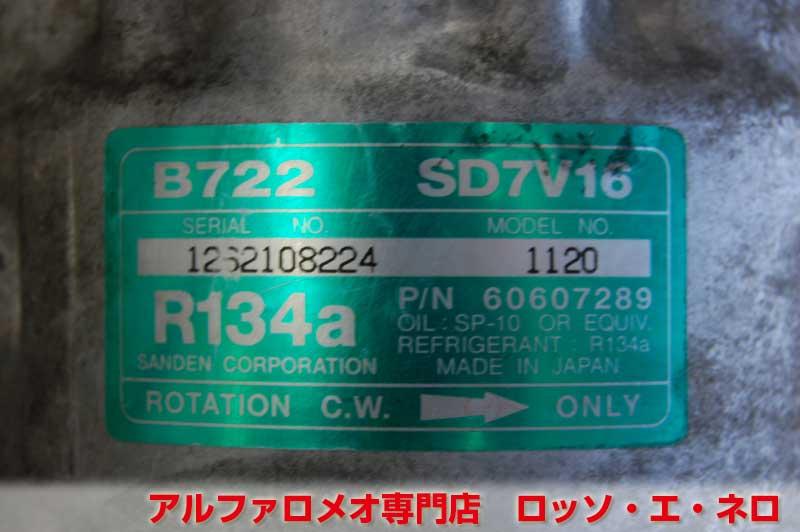 B722 SD7V16
SERIAL NO. MODEL NO.
1262108224 1120
R134a P/N 60607289
OIL : SP-10 OR EQUIV.
REFRIGERANT : R134a
SANDEN CORPORATION MADE IN JAPAN
ROTATION C.W. ONLY
アルファロメオ専門店 ロッソ・エ・ネロ